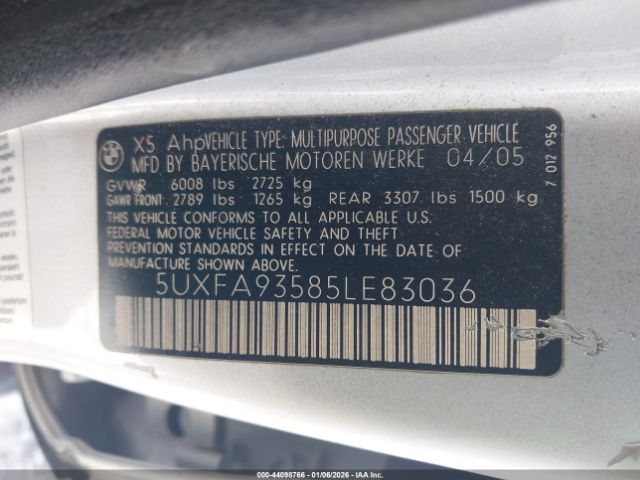 X5 Ahp VEHICLE TYPE: MULTIPURPOSE PASSENGER VEHICLE
MFD BY BAYERISCHE MOTOREN WERKE 04/05
GVWR 6008 lbs 2725 kg
GAWR FRONT 2789 lbs 1265 kg REAR 3307 lbs 1500 kg
THIS VEHICLE CONFORMS TO ALL APPLICABLE U.S.
FEDERAL MOTOR VEHICLE SAFETY AND THEFT
PREVENTION STANDARDS IN EFFECT ON THE DATE OF
MANUFACTURE SHOWN ABOVE.
5UXFA93585LE83036
7 012 956
000-44098766 | 01/06/2026 | IAA, Inc.